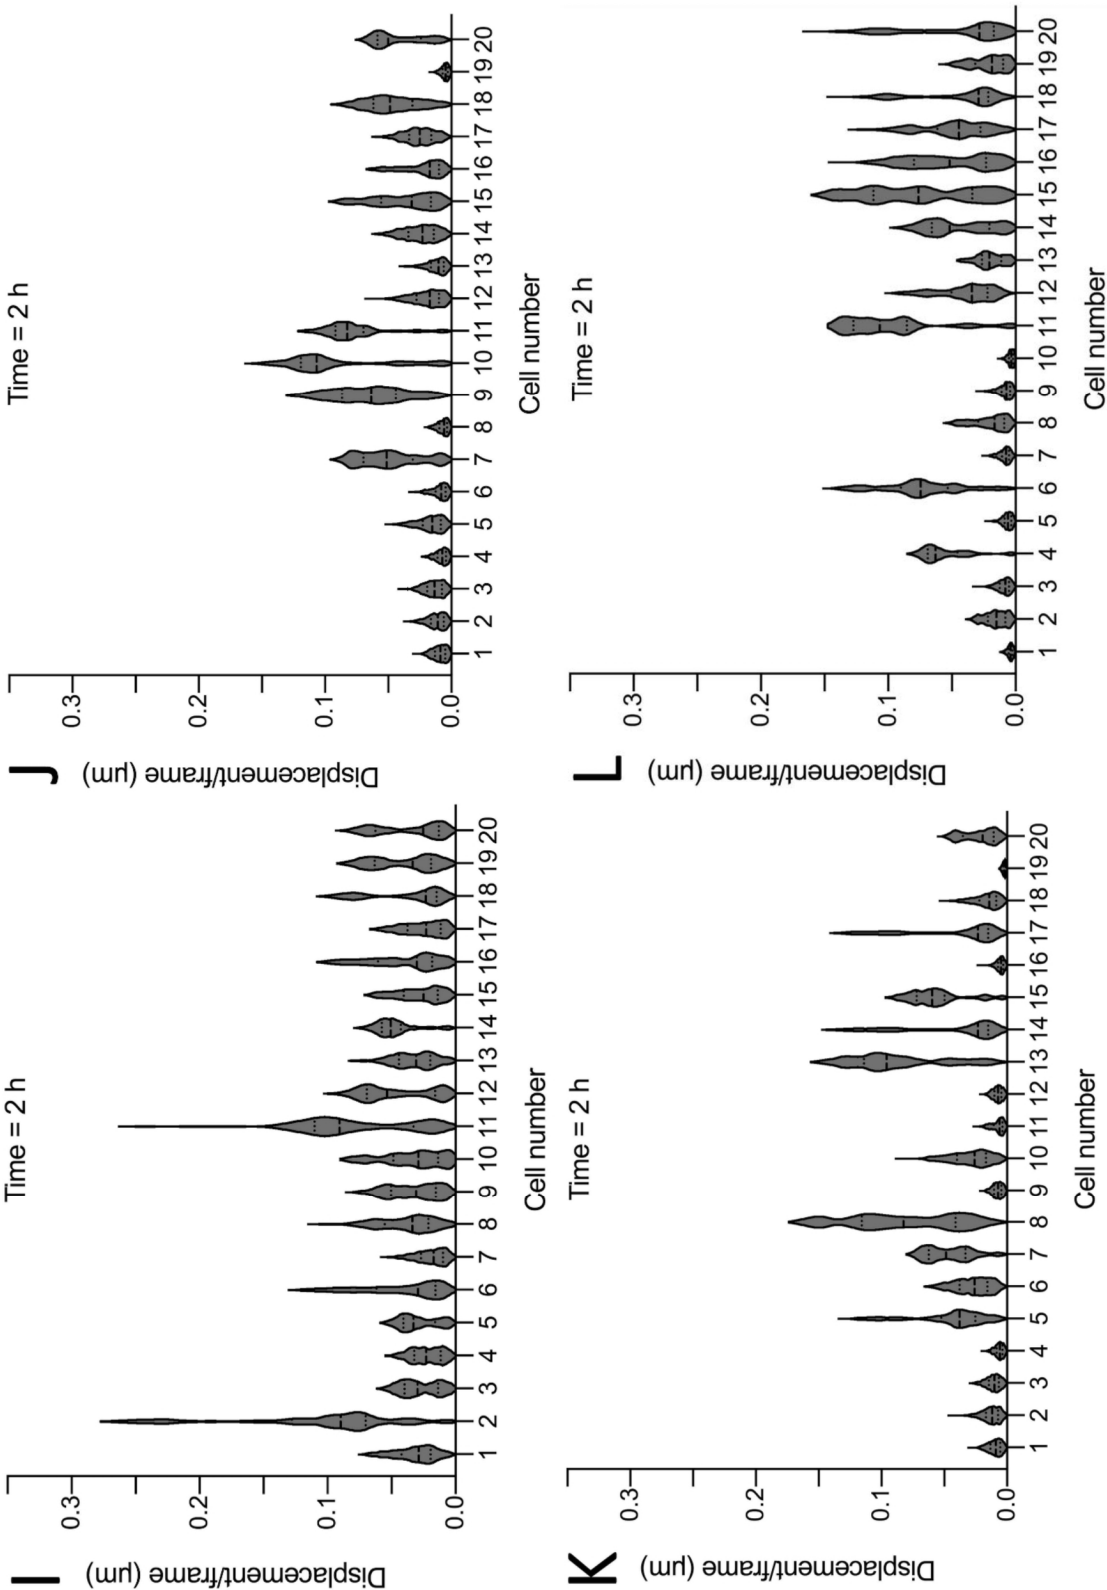 I
Time = 2 h
Displacement/frame (µm)
0.3
0.2
0.1
0.0
1 2 3 4 5 6 7 8 9 10 11 12 13 14 15 16 17 18 19 20
Cell number
J
Time = 2 h
Displacement/frame (µm)
0.3
0.2
0.1
0.0
1 2 3 4 5 6 7 8 9 10 11 12 13 14 15 16 17 18 19 20
Cell number
K
Time = 2 h
Displacement/frame (µm)
0.3
0.2
0.1
0.0
1 2 3 4 5 6 7 8 9 10 11 12 13 14 15 16 17 18 19 20
Cell number
L
Time = 2 h
Displacement/frame (µm)
0.3
0.2
0.1
0.0
1 2 3 4 5 6 7 8 9 10 11 12 13 14 15 16 17 18 19 20
Cell number